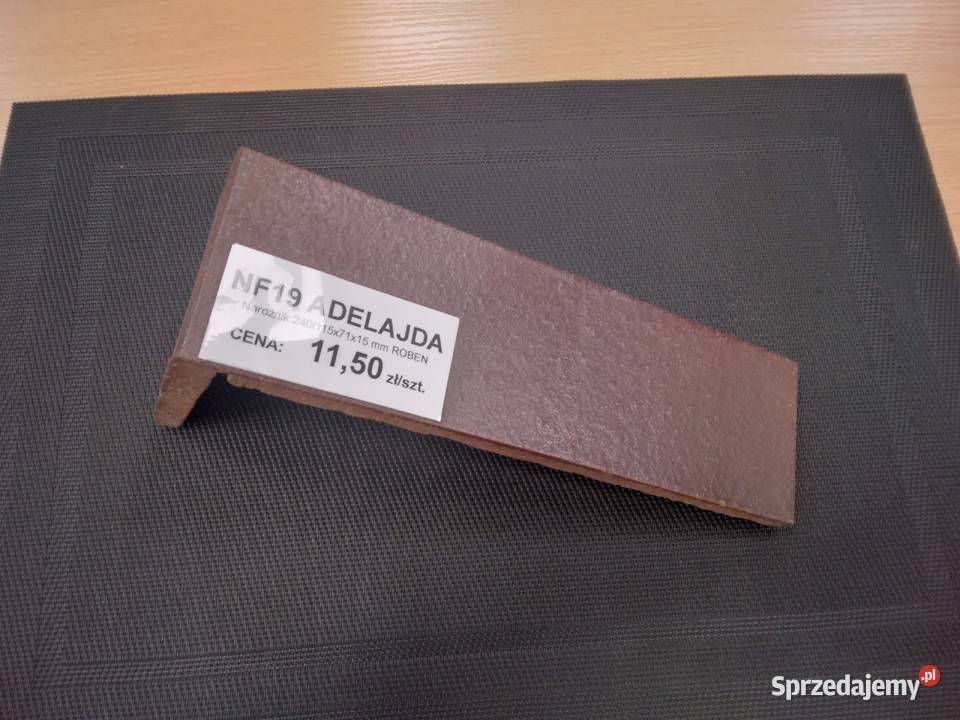 NF19 ADELAJDA
Narożnik 240/115x71x15 mm ROBEN
CENA: 11,50 zł/szt.
Sprzedajemy.pl